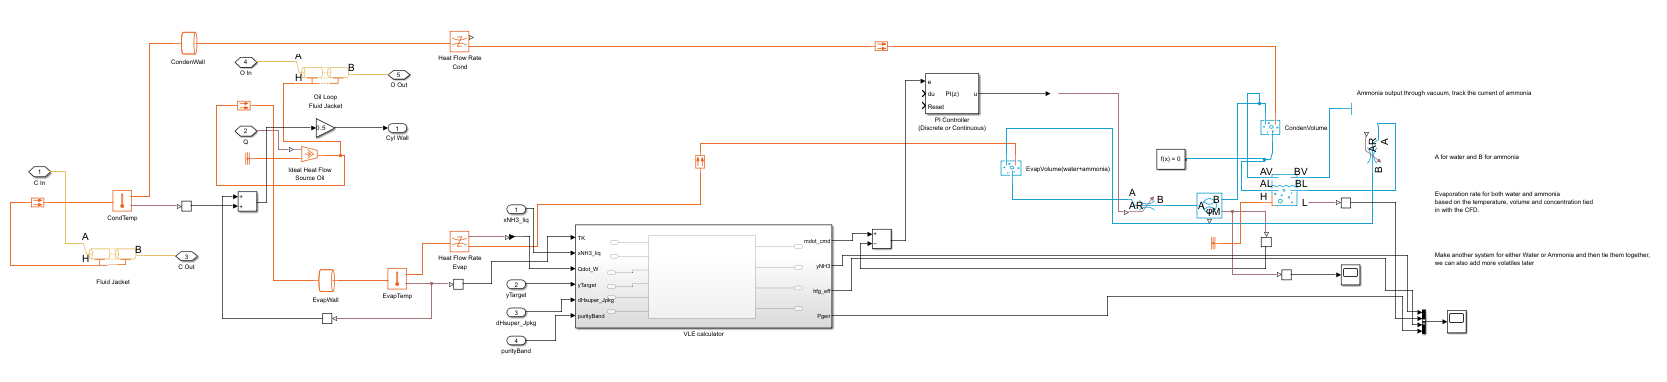 CondenWall
4
O In
A
H
B
5
O Out
Oil Loop
Fluid Jacket
Heat Flow Rate
Cond
2
Q
0.5
1
Cyl Wall
Ideal Heat Flow
Source Oil
1
C In
CondTemp
+
+
A
H
B
3
C Out
Fluid Jacket
EvapWall
EvapTemp
Heat Flow Rate
Evap
1
xNH3_liq
2
yTarget
3
dHsuper_Jpkg
4
purityBand
TK
xNH3_liq
Qdot_W
yTarget
dHsuper_Jpkg
purityBand
mdot_cmd
yNH3
hfg_eff
Pgen
VLE calculator
+
−
e
du
Reset
PI(z)
u
PI Controller
(Discrete or Continuous)
EvapVolume(water+ammonia)
A
AR
B
A
B
φM
f(x) = 0
CondenVolume
AV
BV
AL
BL
H
L
AR
A
B
Ammonia output through vacuum, track the current of ammonia
A for water and B for ammonia
Evaporation rate for both water and ammonia
based on the temperature, volume and concentration tied
in with the CFD.
Make another system for either Water or Ammonia and then tie them together,
we can also add more volatiles later